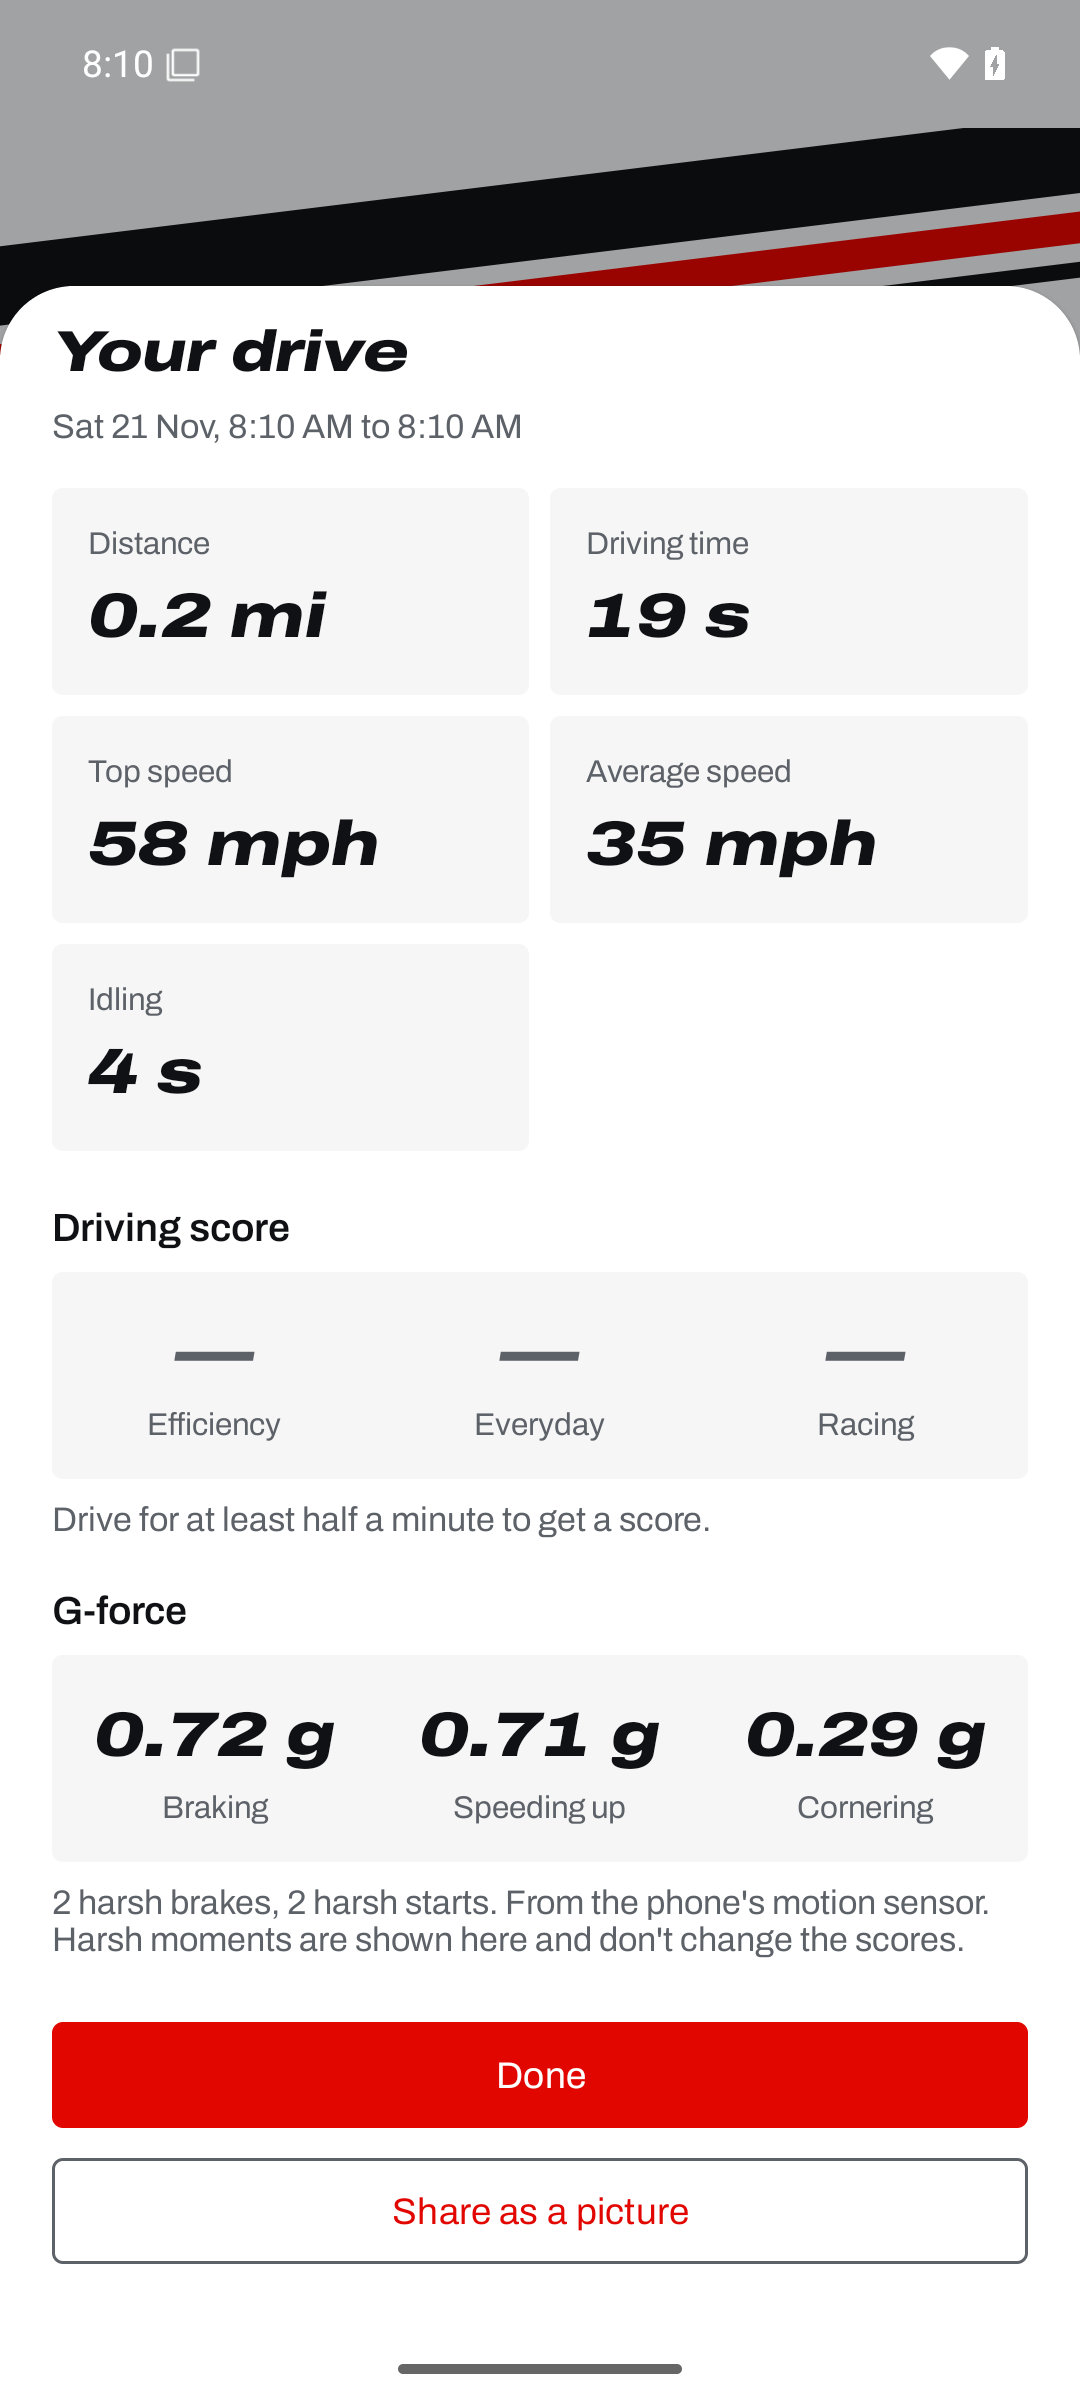 8:10
Your drive
Sat 21 Nov, 8:10 AM to 8:10 AM
Distance
0.2 mi
Driving time
19 s
Top speed
58 mph
Average speed
35 mph
Idling
4 s
Driving score
—
Efficiency
—
Everyday
—
Racing
Drive for at least half a minute to get a score.
G-force
0.72 g
Braking
0.71 g
Speeding up
0.29 g
Cornering
2 harsh brakes, 2 harsh starts. From the phone's motion sensor.
Harsh moments are shown here and don't change the scores.
Done
Share as a picture